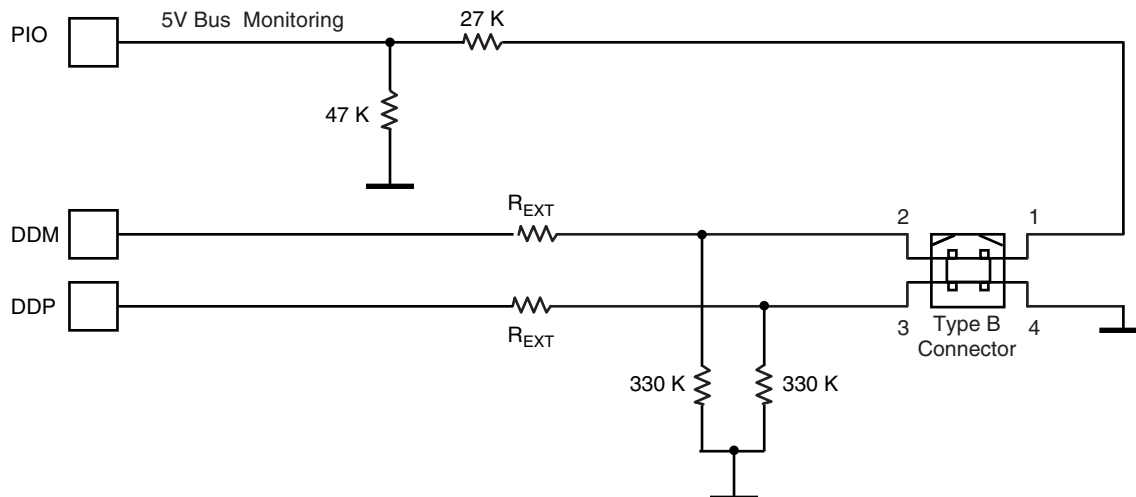 PIO
5V Bus Monitoring
27 K
47 K
R_EXT
DDM
2
1
DDP
R_EXT
3
Type B
Connector
4
330 K
330 K